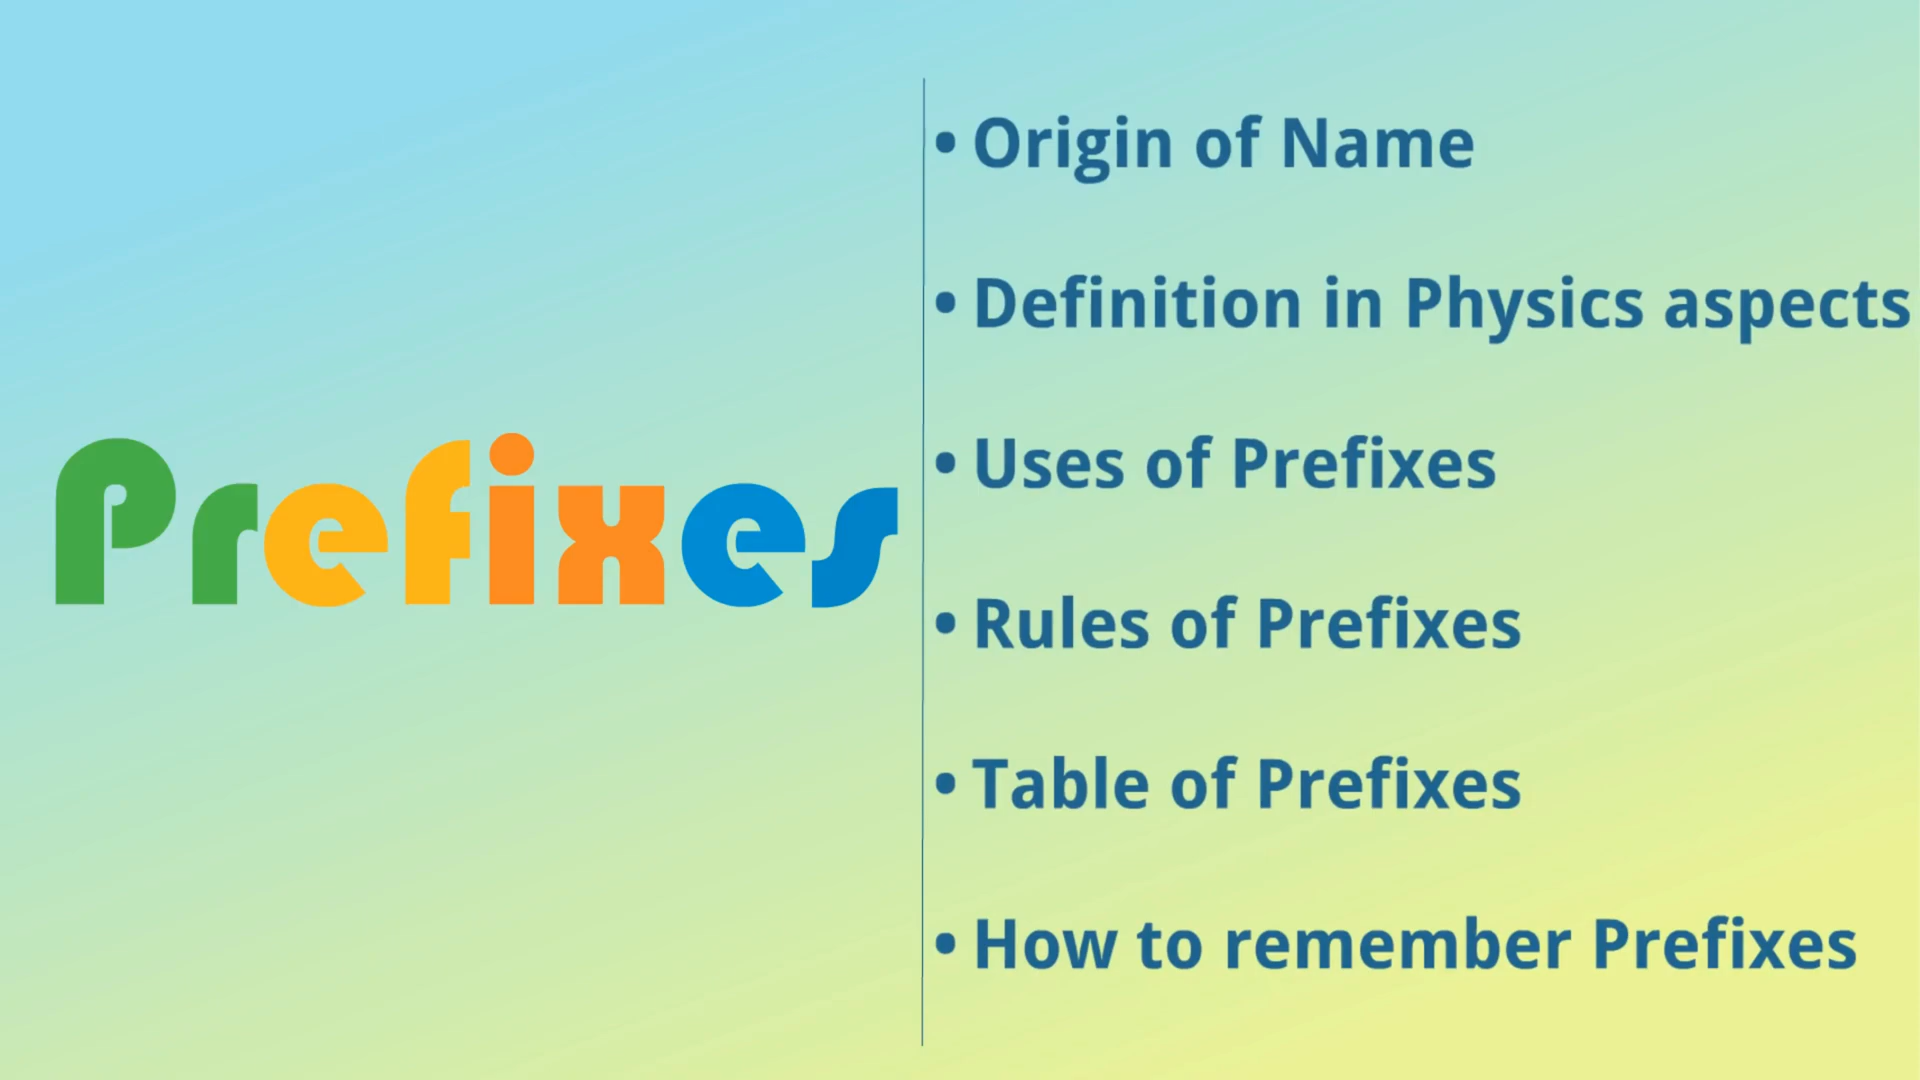 Prefixes
• Origin of Name
• Definition in Physics aspects
• Uses of Prefixes
• Rules of Prefixes
• Table of Prefixes
• How to remember Prefixes